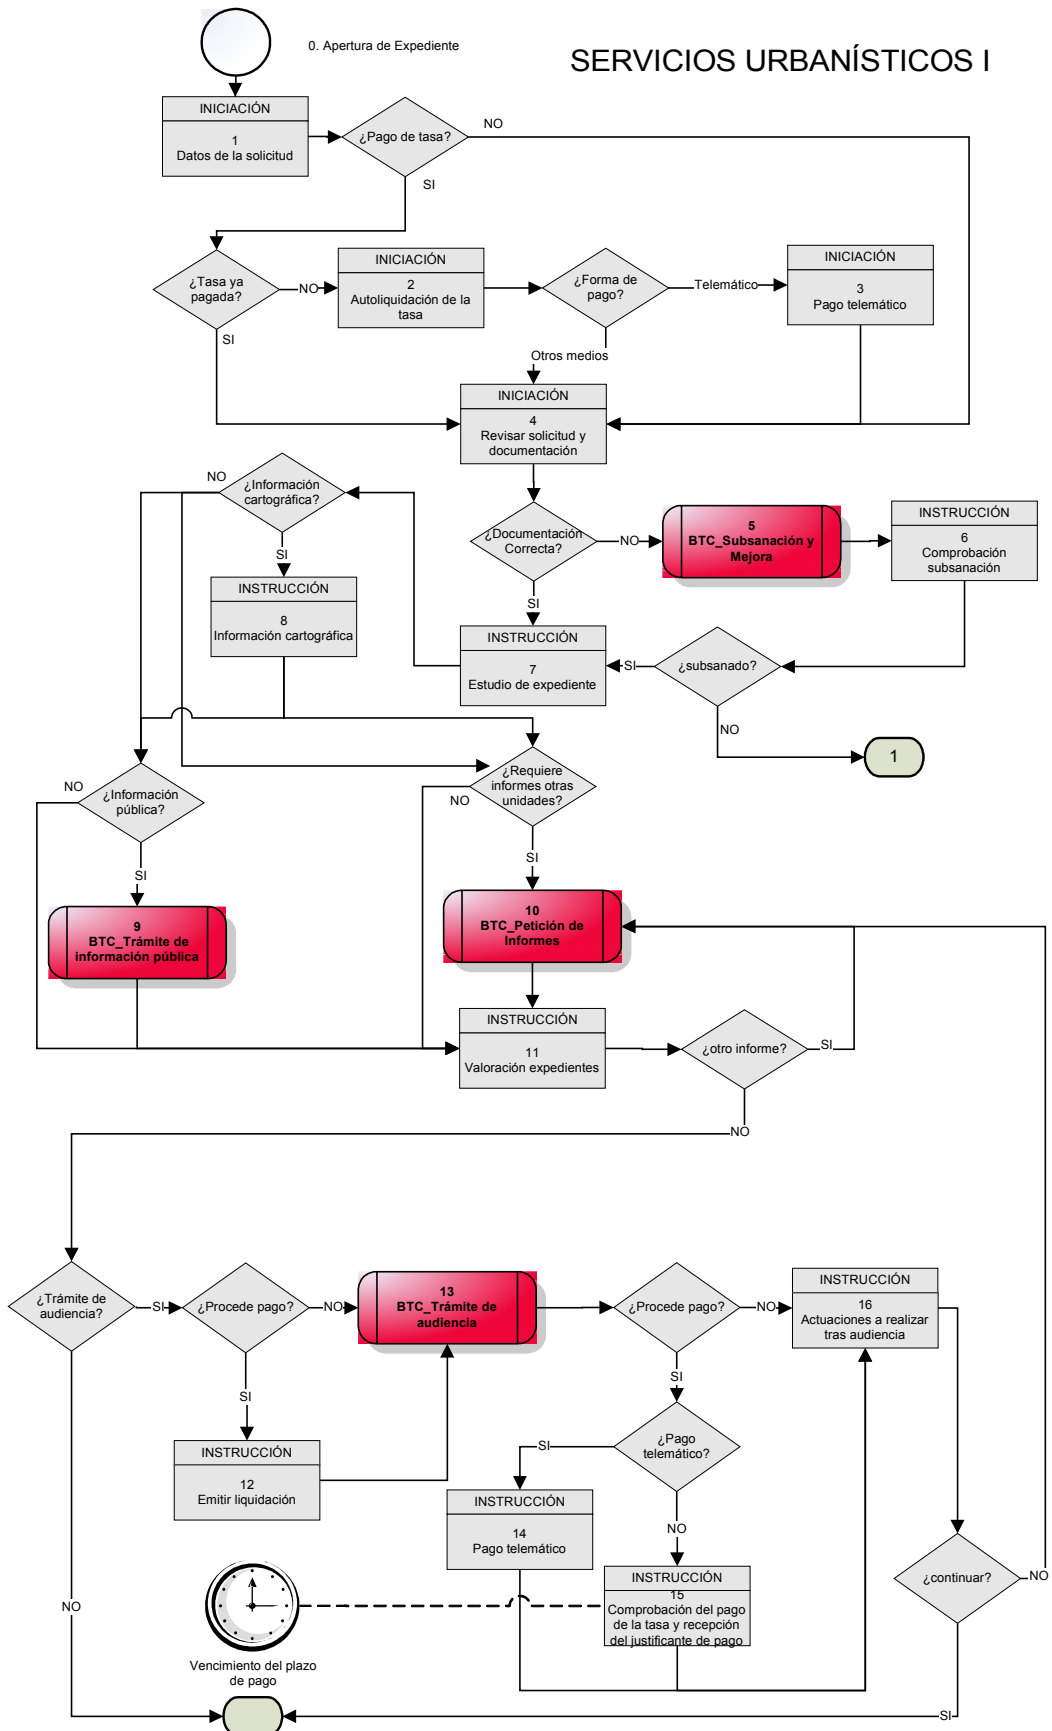 0. Apertura de Expediente
SERVICIOS URBANÍSTICOS I
INICIACIÓN
1
Datos de la solicitud
¿Pago de tasa?
NO
SI
¿Tasa ya
pagada?
NO
SI
INICIACIÓN
2
Autoliquidación de la
tasa
¿Forma de
pago?
Telemático
Otros medios
INICIACIÓN
3
Pago telemático
INICIACIÓN
4
Revisar solicitud y
documentación
¿Documentación
Correcta?
NO
SI
5
BTC_Subsanación y
Mejora
INSTRUCCIÓN
6
Comprobación
subsanación
¿subsanado?
SI
NO
1
INSTRUCCIÓN
7
Estudio de expediente
¿Información
cartográfica?
NO
SI
INSTRUCCIÓN
8
Información cartográfica
¿Información
pública?
NO
SI
¿Requiere
informes otras
unidades?
NO
SI
9
BTC_Trámite de
información pública
10
BTC_Petición de
Informes
INSTRUCCIÓN
11
Valoración expedientes
¿otro informe?
SI
NO
¿Trámite de
audiencia?
SI
NO
¿Procede pago?
NO
SI
INSTRUCCIÓN
12
Emitir liquidación
13
BTC_Trámite de
audiencia
¿Procede pago?
NO
SI
INSTRUCCIÓN
16
Actuaciones a realizar
tras audiencia
¿Pago
telemático?
SI
NO
INSTRUCCIÓN
14
Pago telemático
INSTRUCCIÓN
15
Comprobación del pago
de la tasa y recepción
del justificante de pago
¿continuar?
NO
SI
Vencimiento del plazo
de pago